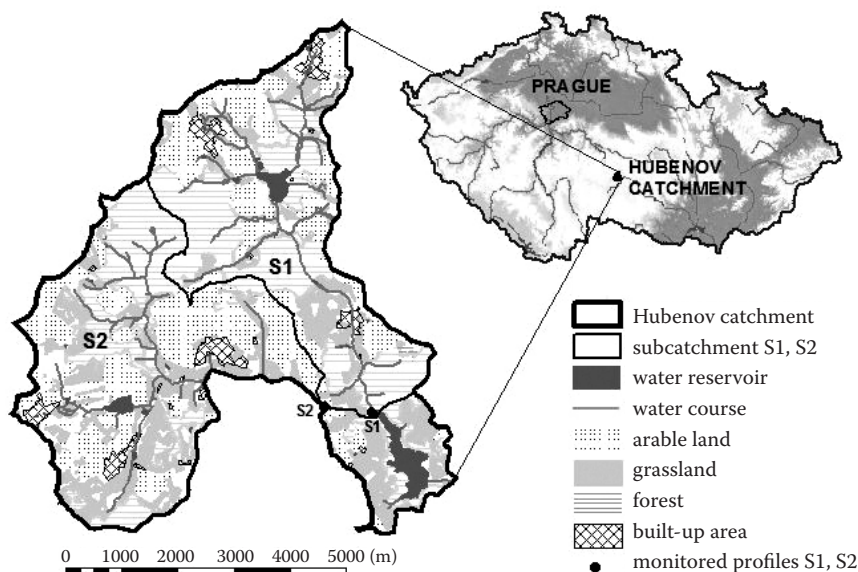 PRAGUE
HUBENOV
CATCHMENT
S1
S2
S2
S1
Hubenov catchment
subcatchment S1, S2
water reservoir
water course
arable land
grassland
forest
built-up area
monitored profiles S1, S2
0 1000 2000 3000 4000 5000 (m)